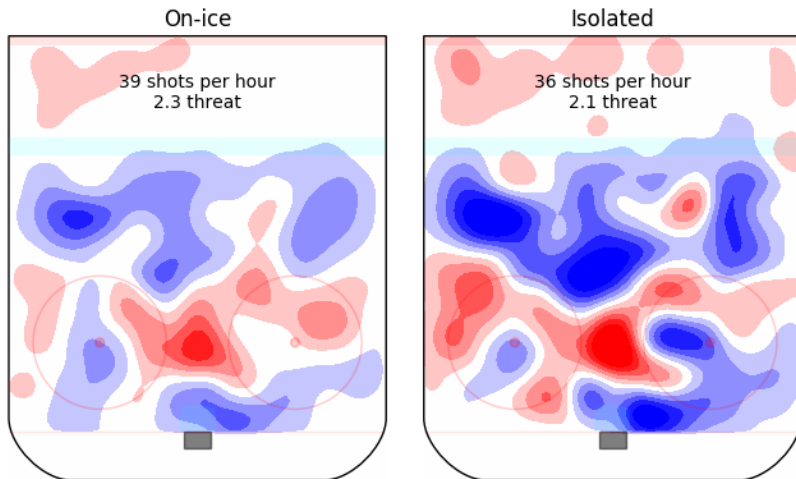 On-ice
39 shots per hour
2.3 threat
Isolated
36 shots per hour
2.1 threat